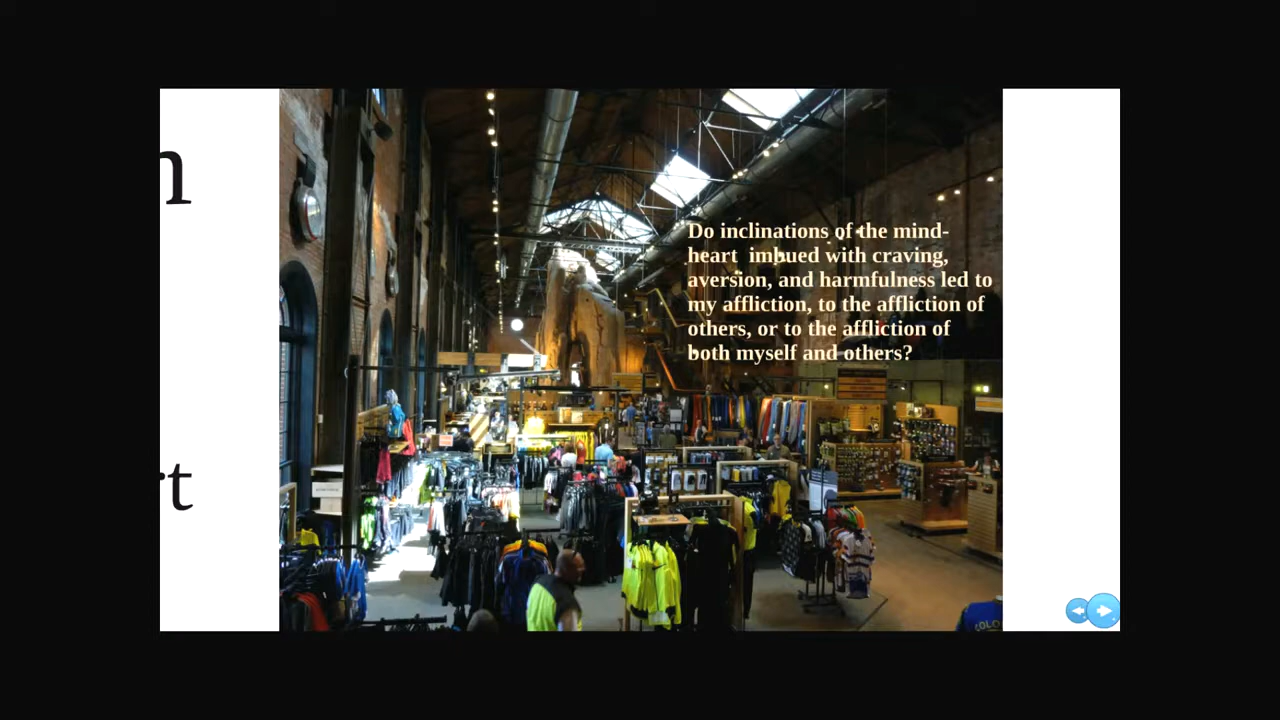 n
rt
Do inclinations of the mind-
heart  imbued with craving,
aversion, and harmfulness led to
my affliction, to the affliction of
others, or to the affliction of
both myself and others?
COLO